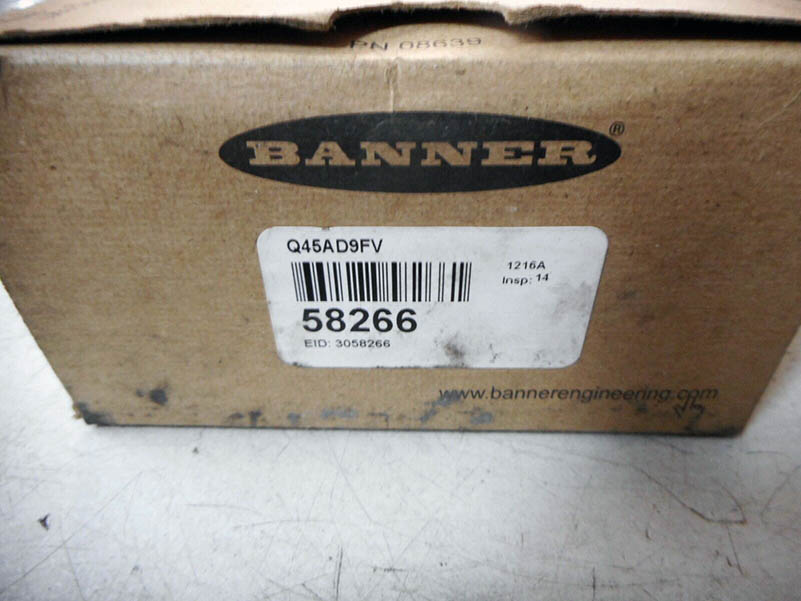 PN 08639
BANNER®
Q45AD9FV
1216A
Insp: 14
58266
EID: 3058266
www.bannerengineering.com